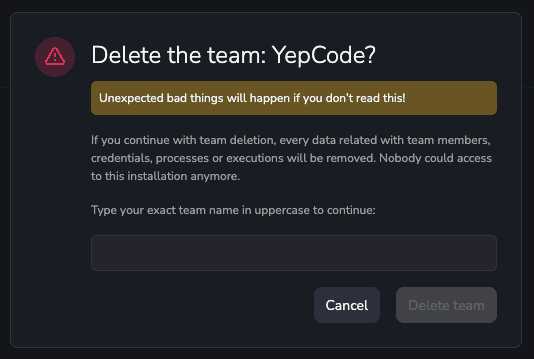 Delete the team: YepCode?
Unexpected bad things will happen if you don't read this!
If you continue with team deletion, every data related with team members,
credentials, processes or executions will be removed. Nobody could access
to this installation anymore.
Type your exact team name in uppercase to continue:
Cancel
Delete team